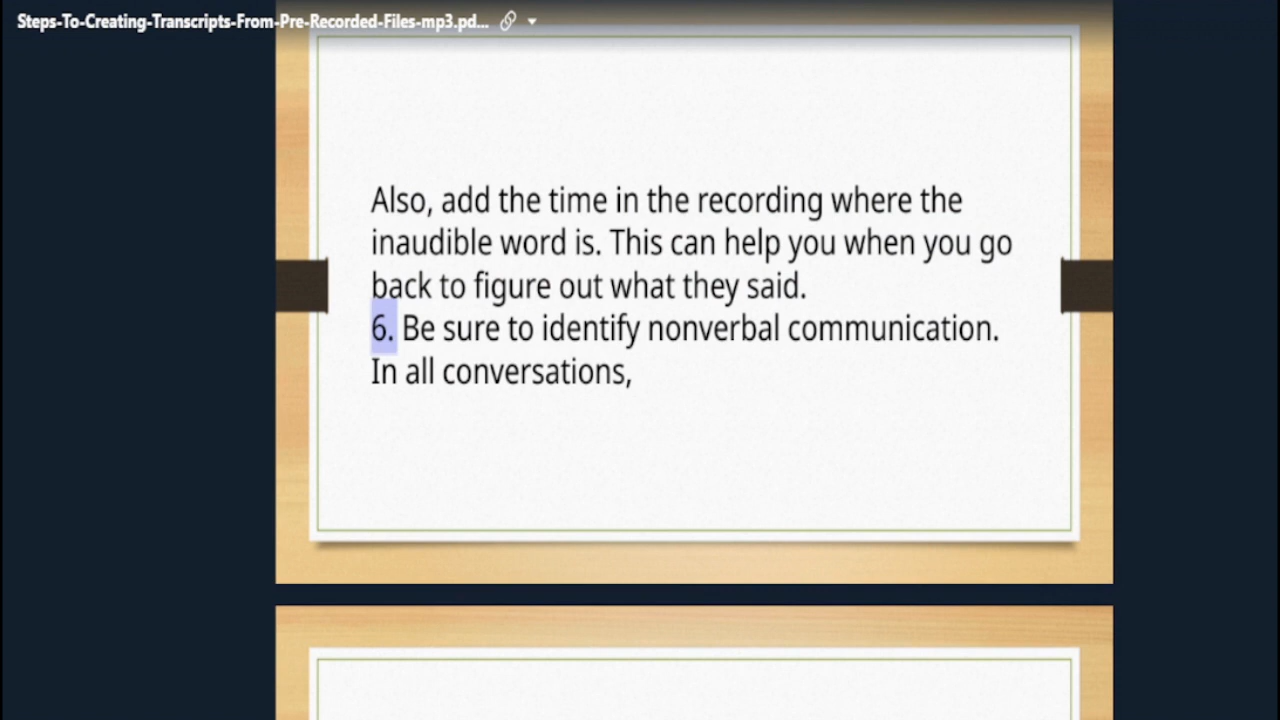 Steps-To-Creating-Transcripts-From-Pre-Recorded-Files-mp3.pd...
Also, add the time in the recording where the
inaudible word is. This can help you when you go
back to figure out what they said.
6. Be sure to identify nonverbal communication.
In all conversations,